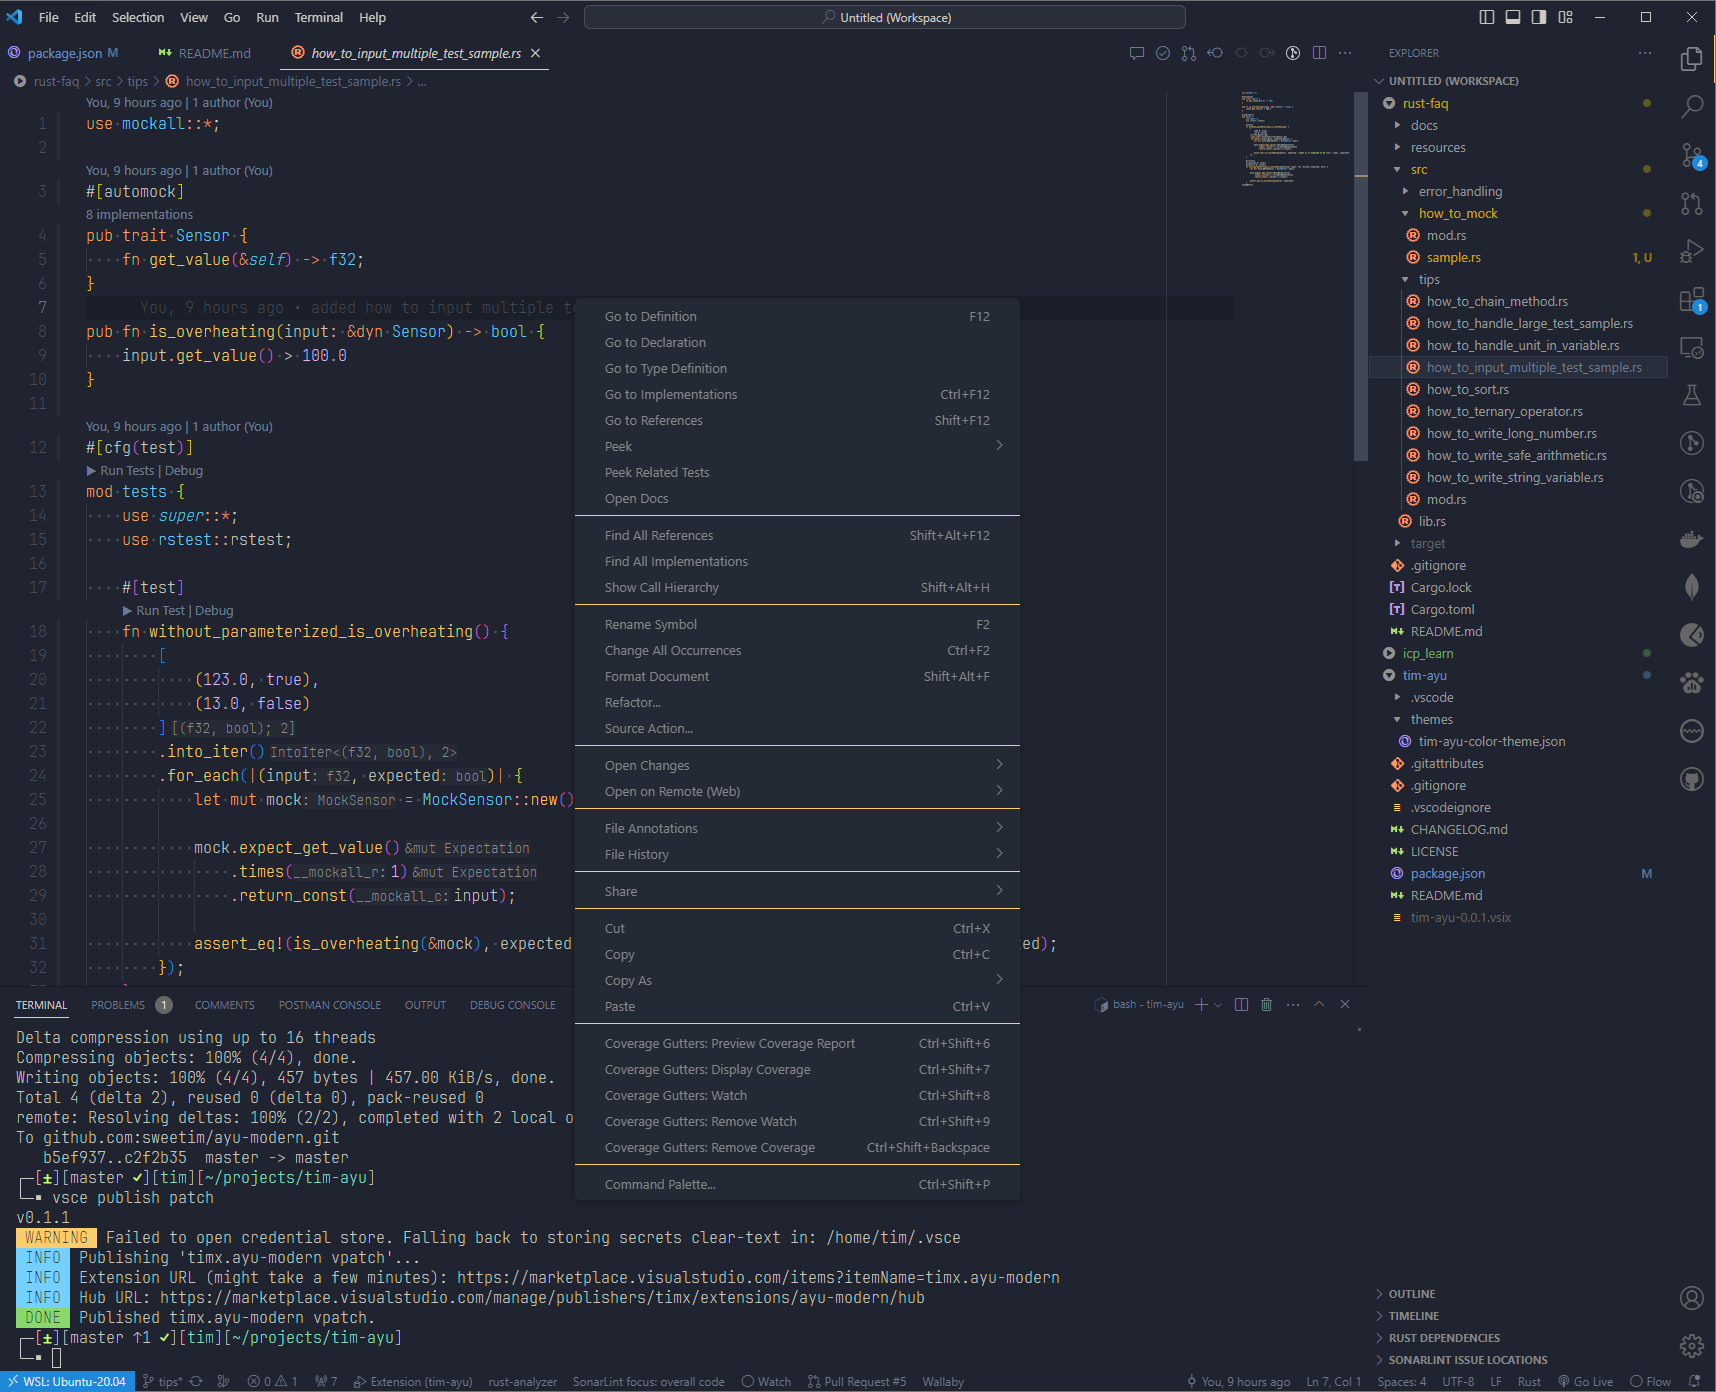 File Edit Selection View Go Run Terminal Help
Untitled (Workspace)
package.json M
README.md
how_to_input_multiple_test_sample.rs
rust-faq > src > tips > how_to_input_multiple_test_sample.rs > ...
You, 9 hours ago | 1 author (You)
1 use mockall::*;
2
You, 9 hours ago | 1 author (You)
3 #[automock]
8 implementations
4 pub trait Sensor {
5 ····fn get_value(&self) -> f32;
6 }
7 You, 9 hours ago • added how to input multiple te
8 pub fn is_overheating(input: &dyn Sensor) -> bool {
9 ····input.get_value() > 100.0
10 }
11
You, 9 hours ago | 1 author (You)
12 #[cfg(test)]
Run Tests | Debug
13 mod tests {
14 ····use super::*;
15 ····use rstest::rstest;
16
17 ····#[test]
Run Test | Debug
18 ····fn without_parameterized_is_overheating() {
19 ········[
20 ············(123.0, true),
21 ············(13.0, false)
22 ········] [(f32, bool); 2]
23 ········.into_iter() IntoIter<(f32, bool), 2>
24 ········.for_each(|(input: f32, expected: bool)| {
25 ············let mut mock: MockSensor = MockSensor::new()
26
27 ············mock.expect_get_value() &mut Expectation
28 ················.times(__mockall_r: 1) &mut Expectation
29 ················.return_const(__mockall_c: input);
30
31 ············assert_eq!(is_overheating(&mock), expected ed);
32 ········});
Go to Definition F12
Go to Declaration
Go to Type Definition
Go to Implementations Ctrl+F12
Go to References Shift+F12
Peek
Peek Related Tests
Open Docs
Find All References Shift+Alt+F12
Find All Implementations
Show Call Hierarchy Shift+Alt+H
Rename Symbol F2
Change All Occurrences Ctrl+F2
Format Document Shift+Alt+F
Refactor...
Source Action...
Open Changes
Open on Remote (Web)
File Annotations
File History
Share
Cut Ctrl+X
Copy Ctrl+C
Copy As
Paste Ctrl+V
Coverage Gutters: Preview Coverage Report Ctrl+Shift+6
Coverage Gutters: Display Coverage Ctrl+Shift+7
Coverage Gutters: Watch Ctrl+Shift+8
Coverage Gutters: Remove Watch Ctrl+Shift+9
Coverage Gutters: Remove Coverage Ctrl+Shift+Backspace
Command Palette... Ctrl+Shift+P
TERMINAL PROBLEMS 1 COMMENTS POSTMAN CONSOLE OUTPUT DEBUG CONSOLE
bash - tim-ayu
Delta compression using up to 16 threads
Compressing objects: 100% (4/4), done.
Writing objects: 100% (4/4), 457 bytes | 457.00 KiB/s, done.
Total 4 (delta 2), reused 0 (delta 0), pack-reused 0
remote: Resolving deltas: 100% (2/2), completed with 2 local o
To github.com:sweetim/ayu-modern.git
b5ef937..c2f2b35 master -> master
[±][master ✓][tim][~/projects/tim-ayu]
vsce publish patch
v0.1.1
WARNING Failed to open credential store. Falling back to storing secrets clear-text in: /home/tim/.vsce
INFO Publishing 'timx.ayu-modern vpatch'...
INFO Extension URL (might take a few minutes): https://marketplace.visualstudio.com/items?itemName=timx.ayu-modern
INFO Hub URL: https://marketplace.visualstudio.com/manage/publishers/timx/extensions/ayu-modern/hub
DONE Published timx.ayu-modern vpatch.
[±][master ↑1 ✓][tim][~/projects/tim-ayu]
EXPLORER
UNTITLED (WORKSPACE)
rust-faq
docs
resources
src
error_handling
how_to_mock
mod.rs
sample.rs 1, U
tips
how_to_chain_method.rs
how_to_handle_large_test_sample.rs
how_to_handle_unit_in_variable.rs
how_to_input_multiple_test_sample.rs
how_to_sort.rs
how_to_ternary_operator.rs
how_to_write_long_number.rs
how_to_write_safe_arithmetic.rs
how_to_write_string_variable.rs
mod.rs
lib.rs
target
.gitignore
Cargo.lock
Cargo.toml
README.md
icp_learn
tim-ayu
.vscode
themes
tim-ayu-color-theme.json
.gitattributes
.gitignore
.vscodeignore
CHANGELOG.md
LICENSE
package.json M
README.md
tim-ayu-0.0.1.vsix
OUTLINE
TIMELINE
RUST DEPENDENCIES
SONARLINT ISSUE LOCATIONS
4
1
WSL: Ubuntu-20.04 tips* 0 1 7 Extension (tim-ayu) rust-analyzer SonarLint focus: overall code Watch Pull Request #5 Wallaby You, 9 hours ago Ln 7, Col 1 Spaces: 4 UTF-8 LF Rust Go Live Flow